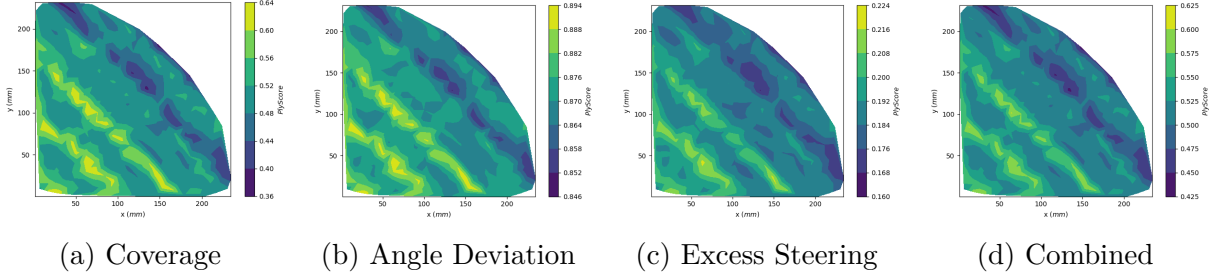 200
150
100
50
y (mm)
50 100 150 200
x (mm)
0.64
0.60
0.56
0.52
0.48
0.44
0.40
0.36
PlyScore
200
150
100
50
y (mm)
50 100 150 200
x (mm)
0.894
0.888
0.882
0.876
0.870
0.864
0.858
0.852
0.846
PlyScore
200
150
100
50
y (mm)
50 100 150 200
x (mm)
0.224
0.216
0.208
0.200
0.192
0.184
0.176
0.168
0.160
PlyScore
200
150
100
50
y (mm)
50 100 150 200
x (mm)
0.625
0.600
0.575
0.550
0.525
0.500
0.475
0.450
0.425
PlyScore
(a) Coverage
(b) Angle Deviation
(c) Excess Steering
(d) Combined